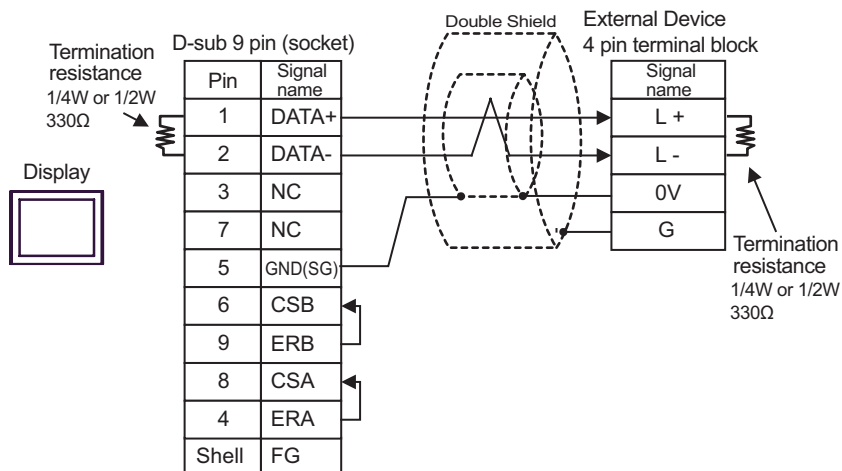 Double Shield
External Device
4 pin terminal block
D-sub 9 pin (socket)
Termination
resistance
1/4W or 1/2W
330Ω
Display
Pin Signal name
1 DATA+
2 DATA-
3 NC
7 NC
5 GND(SG)
6 CSB
9 ERB
8 CSA
4 ERA
Shell FG
Signal
name
L +
L -
0V
G
Termination
resistance
1/4W or 1/2W
330Ω